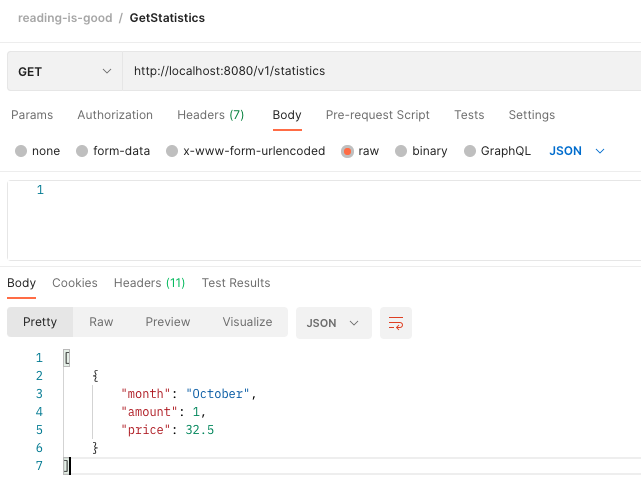 reading-is-good / GetStatistics
GET http://localhost:8080/v1/statistics
Params Authorization Headers (7) Body Pre-request Script Tests Settings
none form-data x-www-form-urlencoded raw binary GraphQL JSON
1
Body Cookies Headers (11) Test Results
Pretty Raw Preview Visualize JSON
1 [
2 {
3 "month": "October",
4 "amount": 1,
5 "price": 32.5
6 }
7 ]